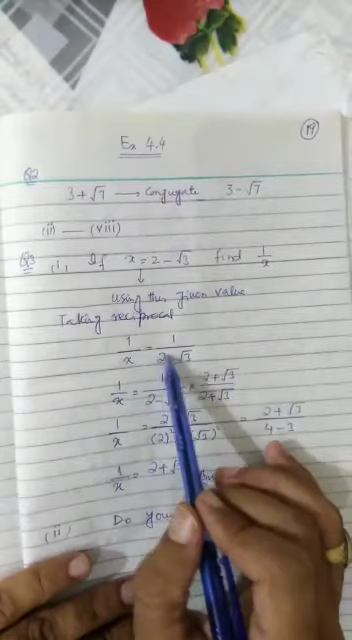 19
Ex 4.4
Q2
3+√7 → Conjugate 3-√7
(ii) — (viii)
Q3 (i) If x = 2-√3 find 1/x
↓
using this given value
Taking reciprocal
1/x = 1/2-√3
1/x = 1/2-√3 × 2+√3/2+√3
1/x = 2 √3/(2)² (√3)² = 2+√3/4-3
1/x = 2+√
(ii) Do